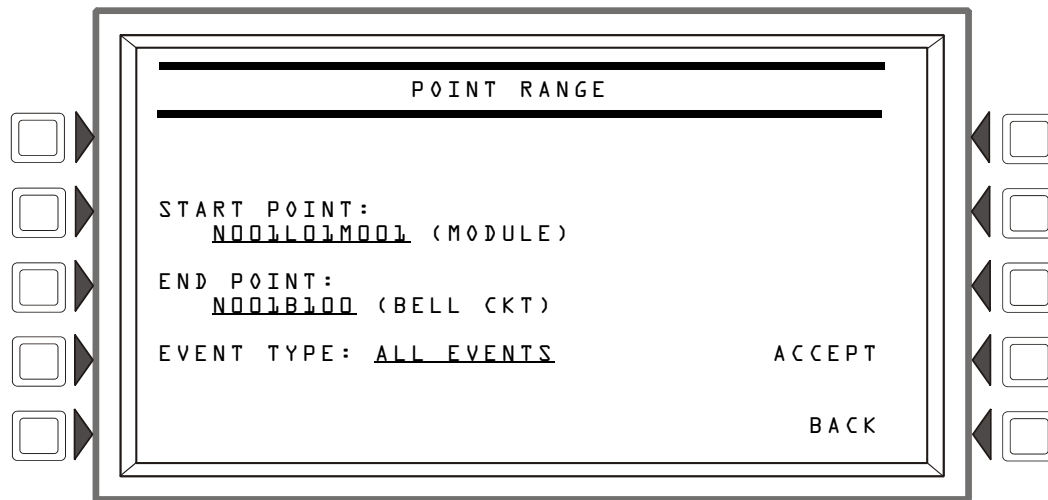 POINT RANGE
START POINT:
N001L01M001 (MODULE)
END POINT:
N001B100 (BELL CKT)
EVENT TYPE: ALL EVENTS ACCEPT
BACK